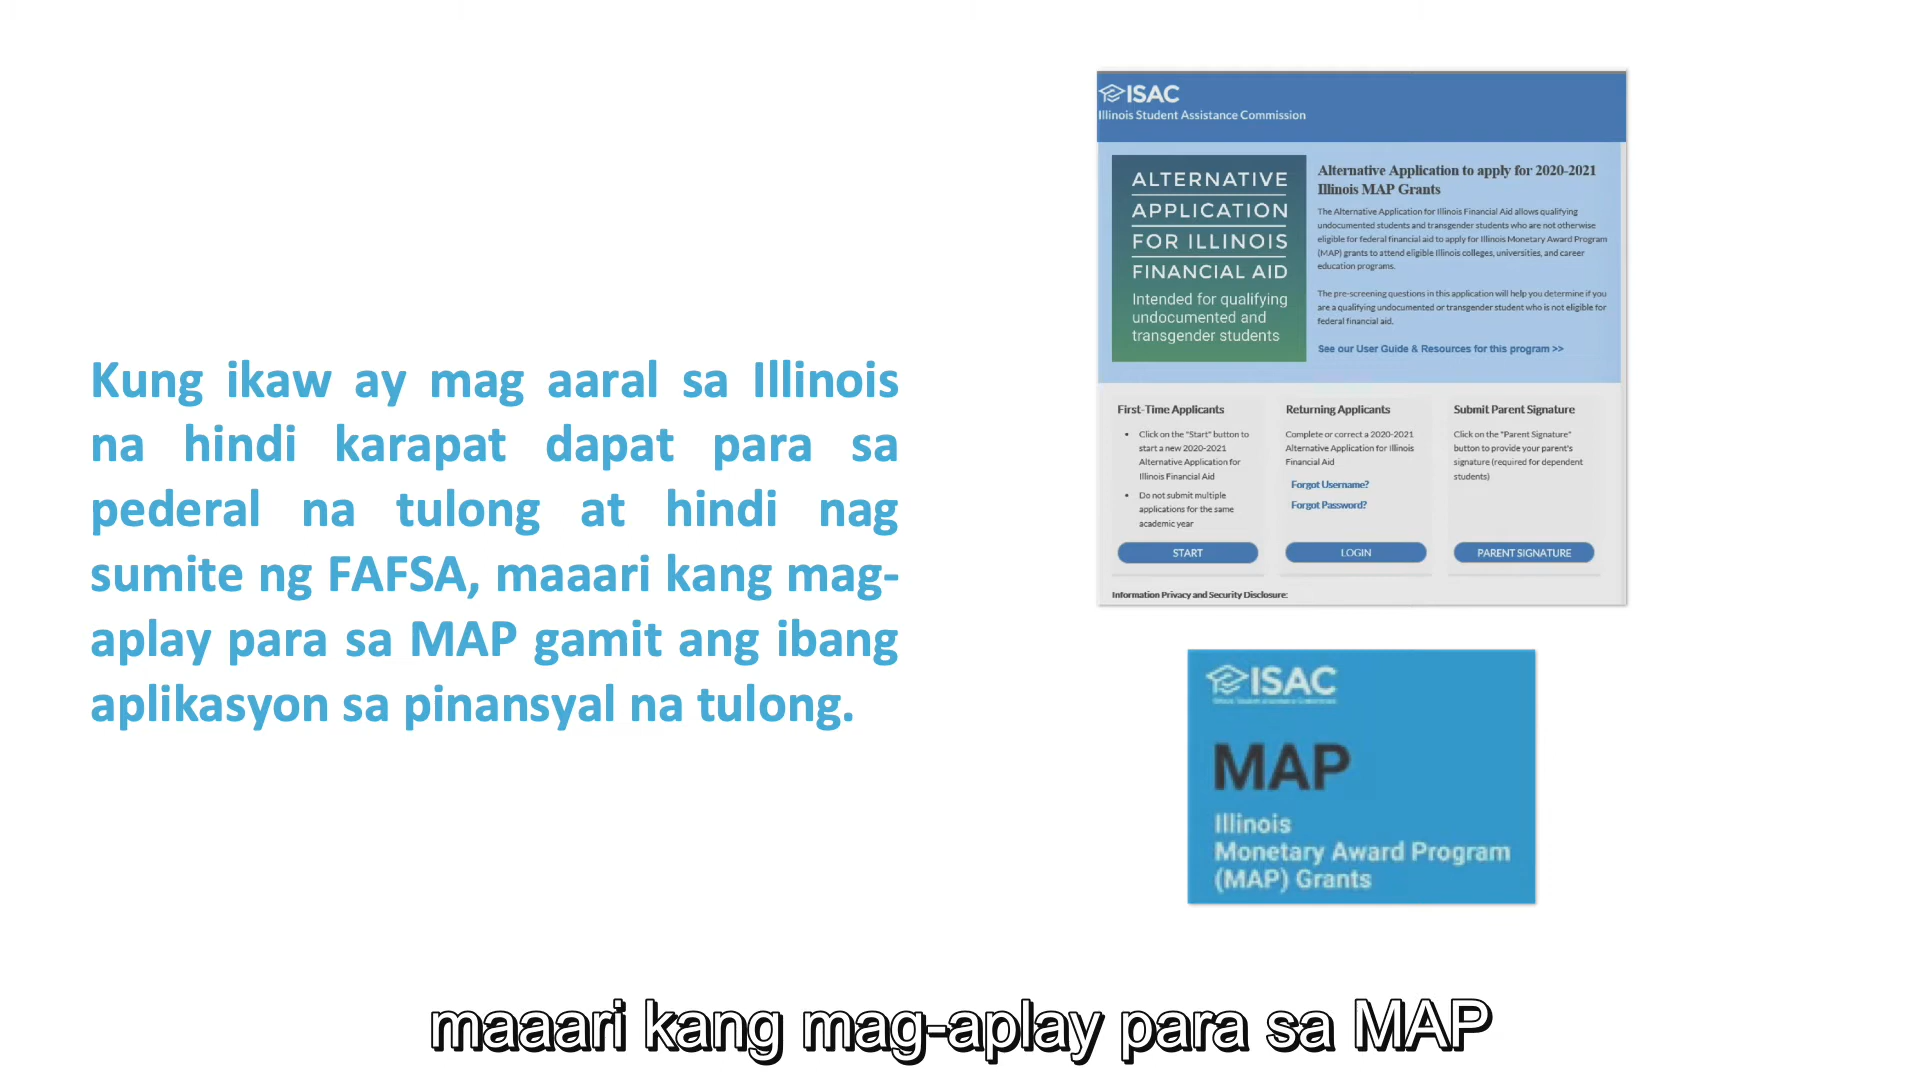 Kung ikaw ay mag aaral sa Illinois
na hindi karapat dapat para sa
pederal na tulong at hindi nag
sumite ng FAFSA, maaari kang mag-
aplay para sa MAP gamit ang ibang
aplikasyon sa pinansyal na tulong.
ISAC
Illinois Student Assistance Commission
ALTERNATIVE
APPLICATION
FOR ILLINOIS
FINANCIAL AID
Intended for qualifying
undocumented and
transgender students
Alternative Application to apply for 2020-2021
Illinois MAP Grants
The Alternative Application for Illinois Financial Aid allows qualifying
undocumented students and transgender students who are not otherwise
eligible for federal financial aid to apply for Illinois Monetary Award Program
(MAP) grants to attend eligible Illinois colleges, universities, and career
education programs.
The pre-screening questions in this application will help you determine if you
are a qualifying undocumented or transgender student who is not eligible for
federal financial aid.
See our User Guide & Resources for this program >>
First-Time Applicants
• Click on the "Start" button to
start a new 2020-2021
Alternative Application for
Illinois Financial Aid
• Do not submit multiple
applications for the same
academic year
START
Returning Applicants
Complete or correct a 2020-2021
Alternative Application for Illinois
Financial Aid
Forgot Username?
Forgot Password?
LOGIN
Submit Parent Signature
Click on the "Parent Signature"
button to provide your parent's
signature (required for dependent
students)
PARENT SIGNATURE
Information Privacy and Security Disclosure:
ISAC
Illinois Student Assistance Commission
MAP
Illinois
Monetary Award Program
(MAP) Grants
maaari kang mag-aplay para sa MAP